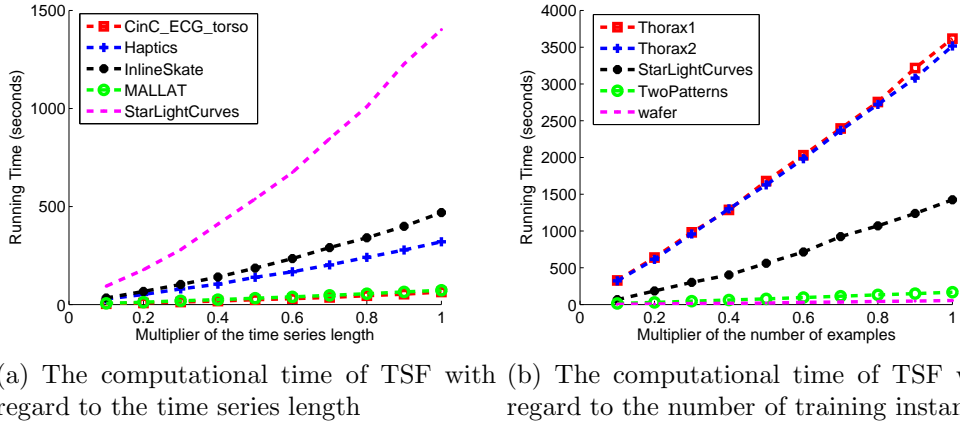 1500
1000
500
0
Running Time (seconds)
CinC_ECG_torso
Haptics
InlineSkate
MALLAT
StarLightCurves
0 0.2 0.4 0.6 0.8 1
Multiplier of the time series length
4000
3500
3000
2500
2000
1500
1000
500
0
Running Time (seconds)
Thorax1
Thorax2
StarLightCurves
TwoPatterns
wafer
0 0.2 0.4 0.6 0.8 1
Multiplier of the number of examples
(a) The computational time of TSF with
regard to the time series length
(b) The computational time of TSF
regard to the number of training